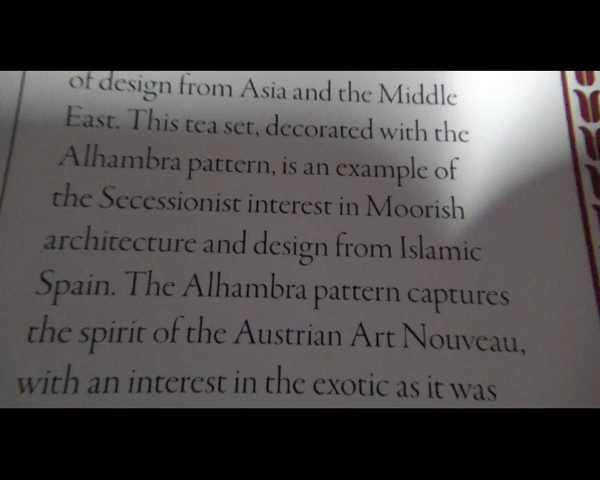 of design from Asia and the Middle
East. This tea set, decorated with the
Alhambra pattern, is an example of
the Secessionist interest in Moorish
architecture and design from Islamic
Spain. The Alhambra pattern captures
the spirit of the Austrian Art Nouveau,
with an interest in the exotic as it was